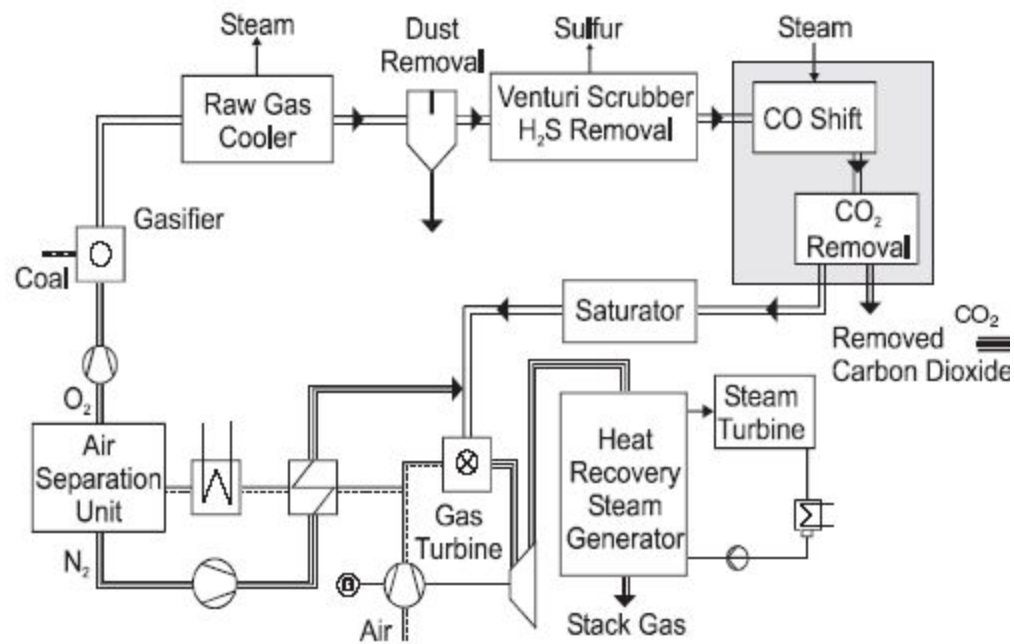 Steam
Raw Gas
Cooler
Dust
Removal
Sulfur
Venturi Scrubber
H₂S Removal
Steam
CO Shift
CO₂
Removal
Gasifier
Coal
Saturator
Removed
Carbon Dioxide
CO₂
O₂
Air
Separation
Unit
N₂
Gas
Turbine
Air
Heat
Recovery
Steam
Generator
Steam
Turbine
Stack Gas